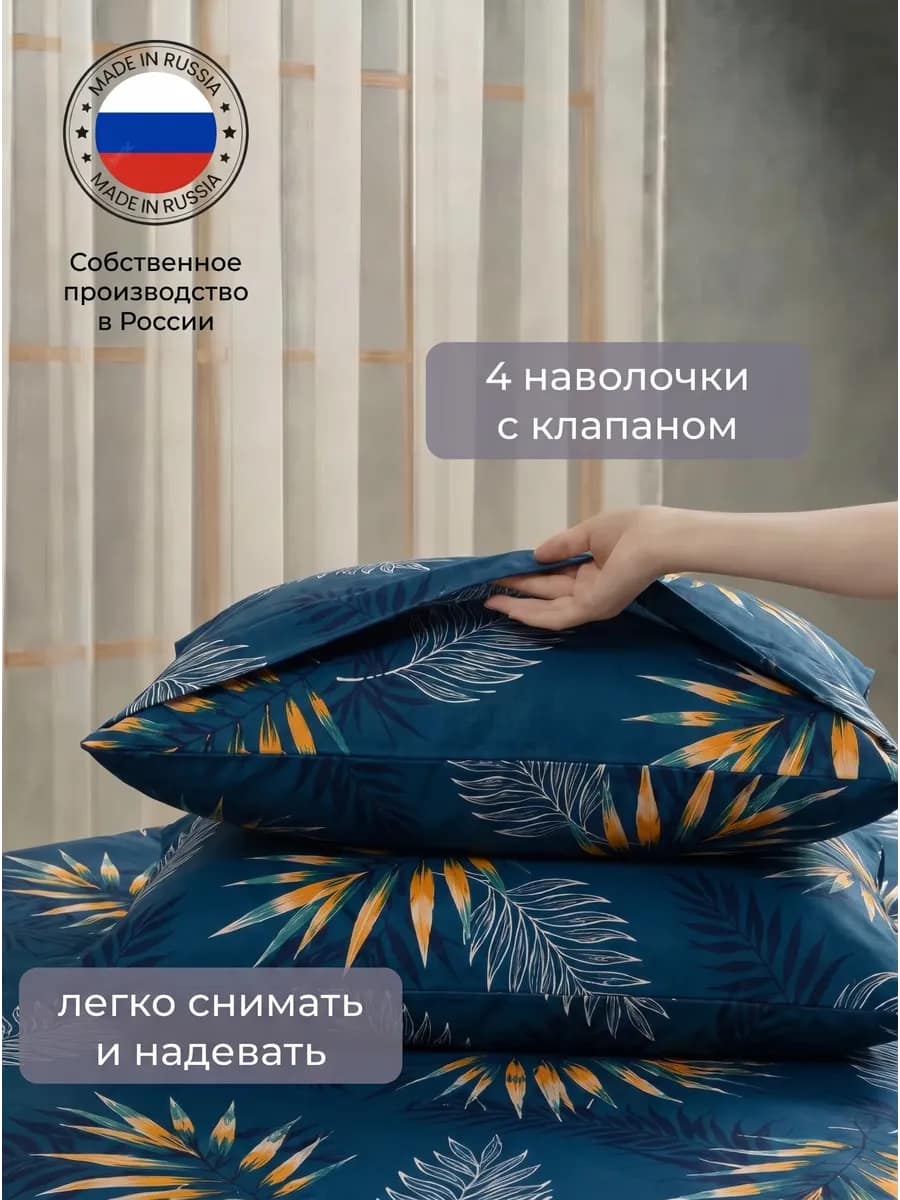 MADE IN RUSSIA
MADE IN RUSSIA
Собственное
производство
в России
4 наволочки
с клапаном
легко снимать
и надевать